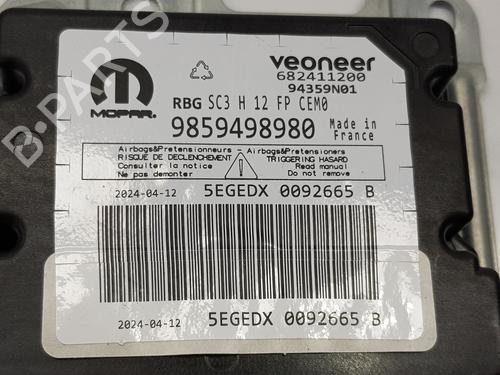 B-PARTS
veoneer
682411200
94359N01
MOPAR.
RBG SC3 H 12 FP CEM0
9859498980 Made in France
Airbags&Pretensionneurs - Airbags&Pretensioners
RISQUE DE DECLENCHEMENT TRIGGERING HASARD
Consulter la notice Read manual
Ne pas demonter Do not disassemble
2024-04-12 5EGEDX 0092665 B
2024-04-12 5EGEDX 0092665 B